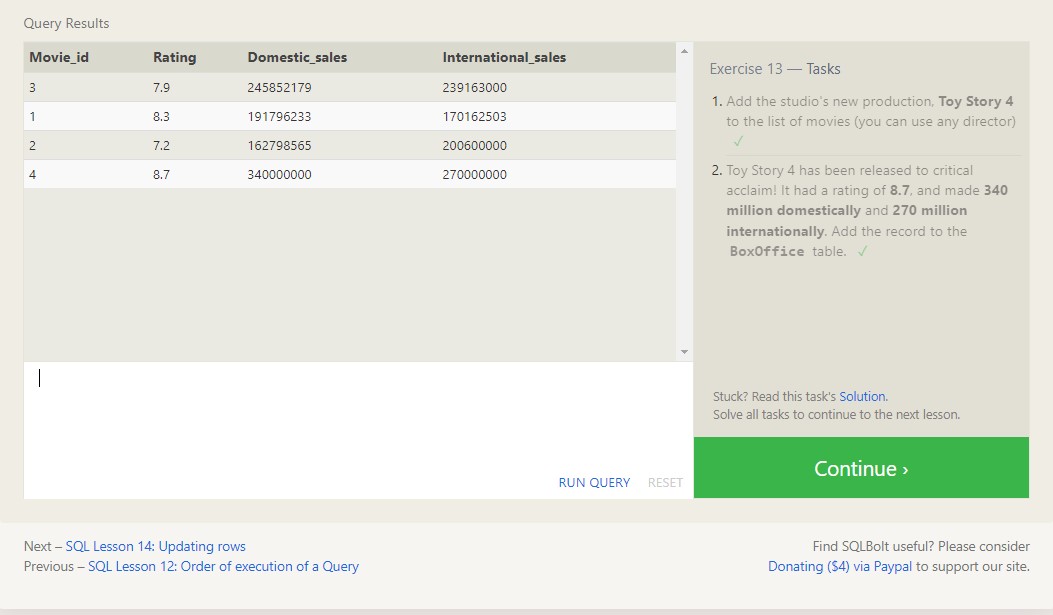 Query Results
Movie_id Rating Domestic_sales International_sales
3 7.9 245852179 239163000
1 8.3 191796233 170162503
2 7.2 162798565 200600000
4 8.7 340000000 270000000
RUN QUERY RESET
Exercise 13 — Tasks
1. Add the studio's new production, Toy Story 4
to the list of movies (you can use any director)
✓
2. Toy Story 4 has been released to critical
acclaim! It had a rating of 8.7, and made 340
million domestically and 270 million
internationally. Add the record to the
BoxOffice table. ✓
Stuck? Read this task's Solution.
Solve all tasks to continue to the next lesson.
Continue ›
Next – SQL Lesson 14: Updating rows
Previous – SQL Lesson 12: Order of execution of a Query
Find SQLBolt useful? Please consider
Donating ($4) via Paypal to support our site.